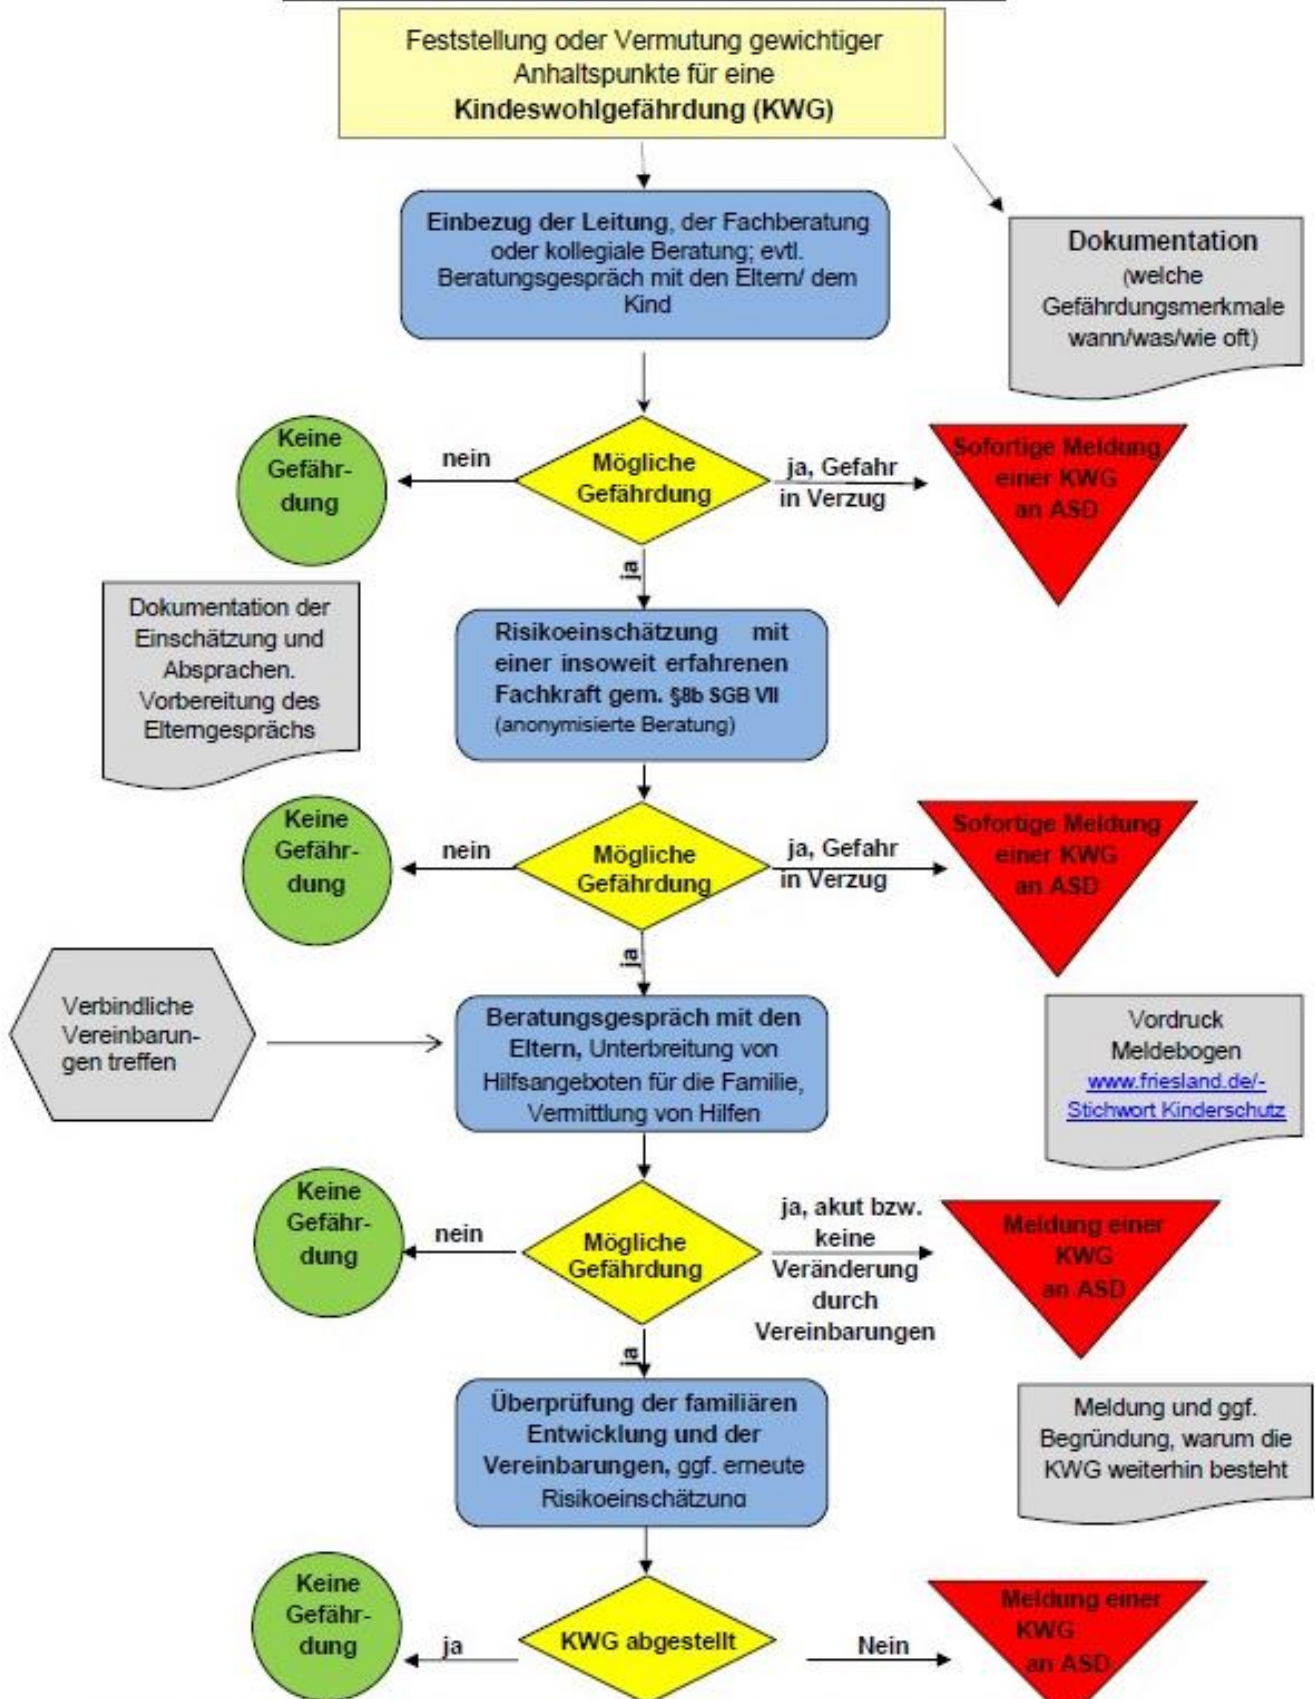 Feststellung oder Vermutung gewichtiger
Anhaltspunkte für eine
Kindeswohlgefährdung (KWG)
Einbezug der Leitung, der Fachberatung
oder kollegiale Beratung; evtl.
Beratungsgespräch mit den Eltern/ dem
Kind
Dokumentation
(welche
Gefährdungsmerkmale
wann/was/wie oft)
Keine
Gefähr-
dung
nein
Mögliche
Gefährdung
ja, Gefahr
in Verzug
Sofortige Meldung
einer KWG
an ASD
ja
Dokumentation der
Einschätzung und
Absprachen.
Vorbereitung des
Elterngesprächs
Risikoeinschätzung mit
einer insoweit erfahrenen
Fachkraft gem. §8b SGB VII
(anonymisierte Beratung)
Keine
Gefähr-
dung
nein
Mögliche
Gefährdung
ja, Gefahr
in Verzug
Sofortige Meldung
einer KWG
an ASD
ja
Verbindliche
Vereinbarun-
gen treffen
Beratungsgespräch mit den
Eltern, Unterbreitung von
Hilfsangeboten für die Familie,
Vermittlung von Hilfen
Vordruck
Meldebogen
www.friesland.de/-
Stichwort Kinderschutz
Keine
Gefähr-
dung
nein
Mögliche
Gefährdung
ja, akut bzw.
keine
Veränderung
durch
Vereinbarungen
Meldung einer
KWG
an ASD
ja
Überprüfung der familiären
Entwicklung und der
Vereinbarungen, ggf. erneute
Risikoeinschätzung
Meldung und ggf.
Begründung, warum die
KWG weiterhin besteht
Keine
Gefähr-
dung
ja
KWG abgestellt
Nein
Meldung einer
KWG
an ASD